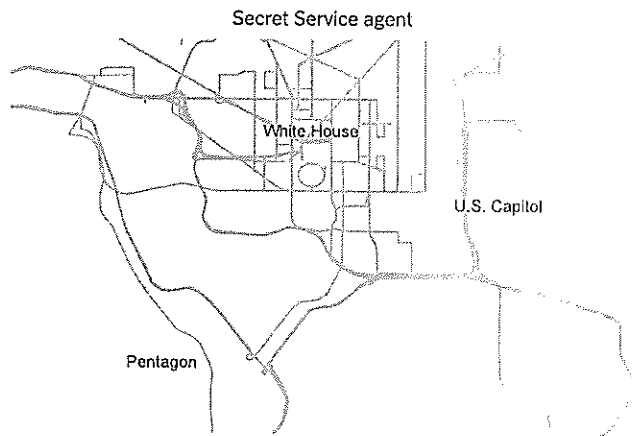 Secret Service agent
White House
U.S. Capitol
Pentagon